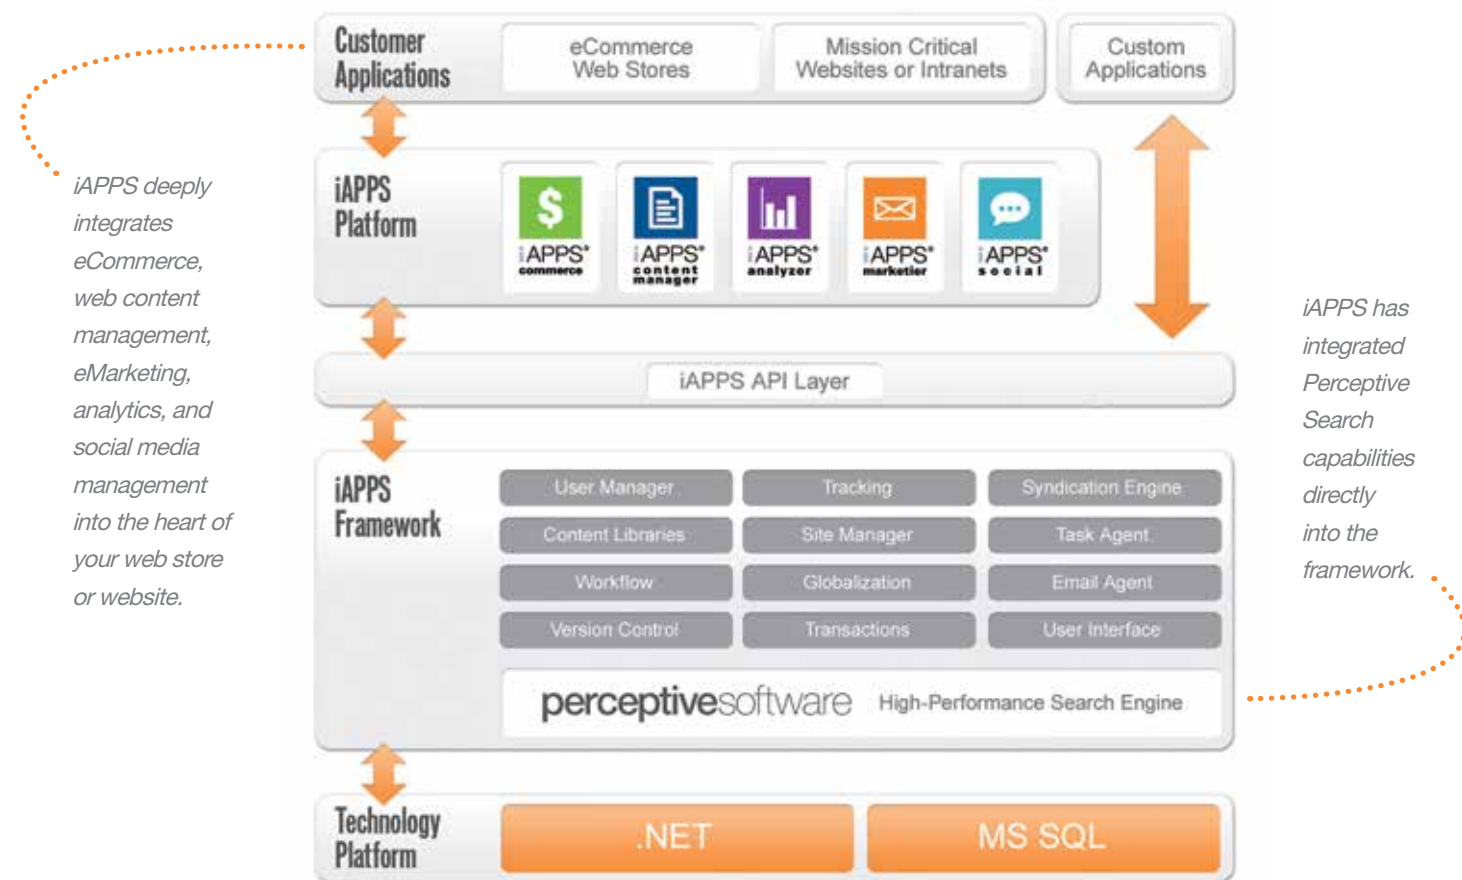 Customer
Applications
eCommerce
Web Stores
Mission Critical
Websites or Intranets
Custom
Applications
iAPPS deeply
integrates
eCommerce,
web content
management,
eMarketing,
analytics, and
social media
management
into the heart of
your web store
or website.
iAPPS
Platform
$
iAPPS®
commerce
iAPPS®
content
manager
iAPPS®
analyzer
iAPPS®
marketier
iAPPS®
social
iAPPS API Layer
iAPPS has
integrated
Perceptive
Search
capabilities
directly
into the
framework.
iAPPS
Framework
User Manager
Tracking
Syndication Engine
Content Libraries
Site Manager
Task Agent
Workflow
Globalization
Email Agent
Version Control
Transactions
User Interface
perceptivesoftware High-Performance Search Engine
Technology
Platform
.NET
MS SQL